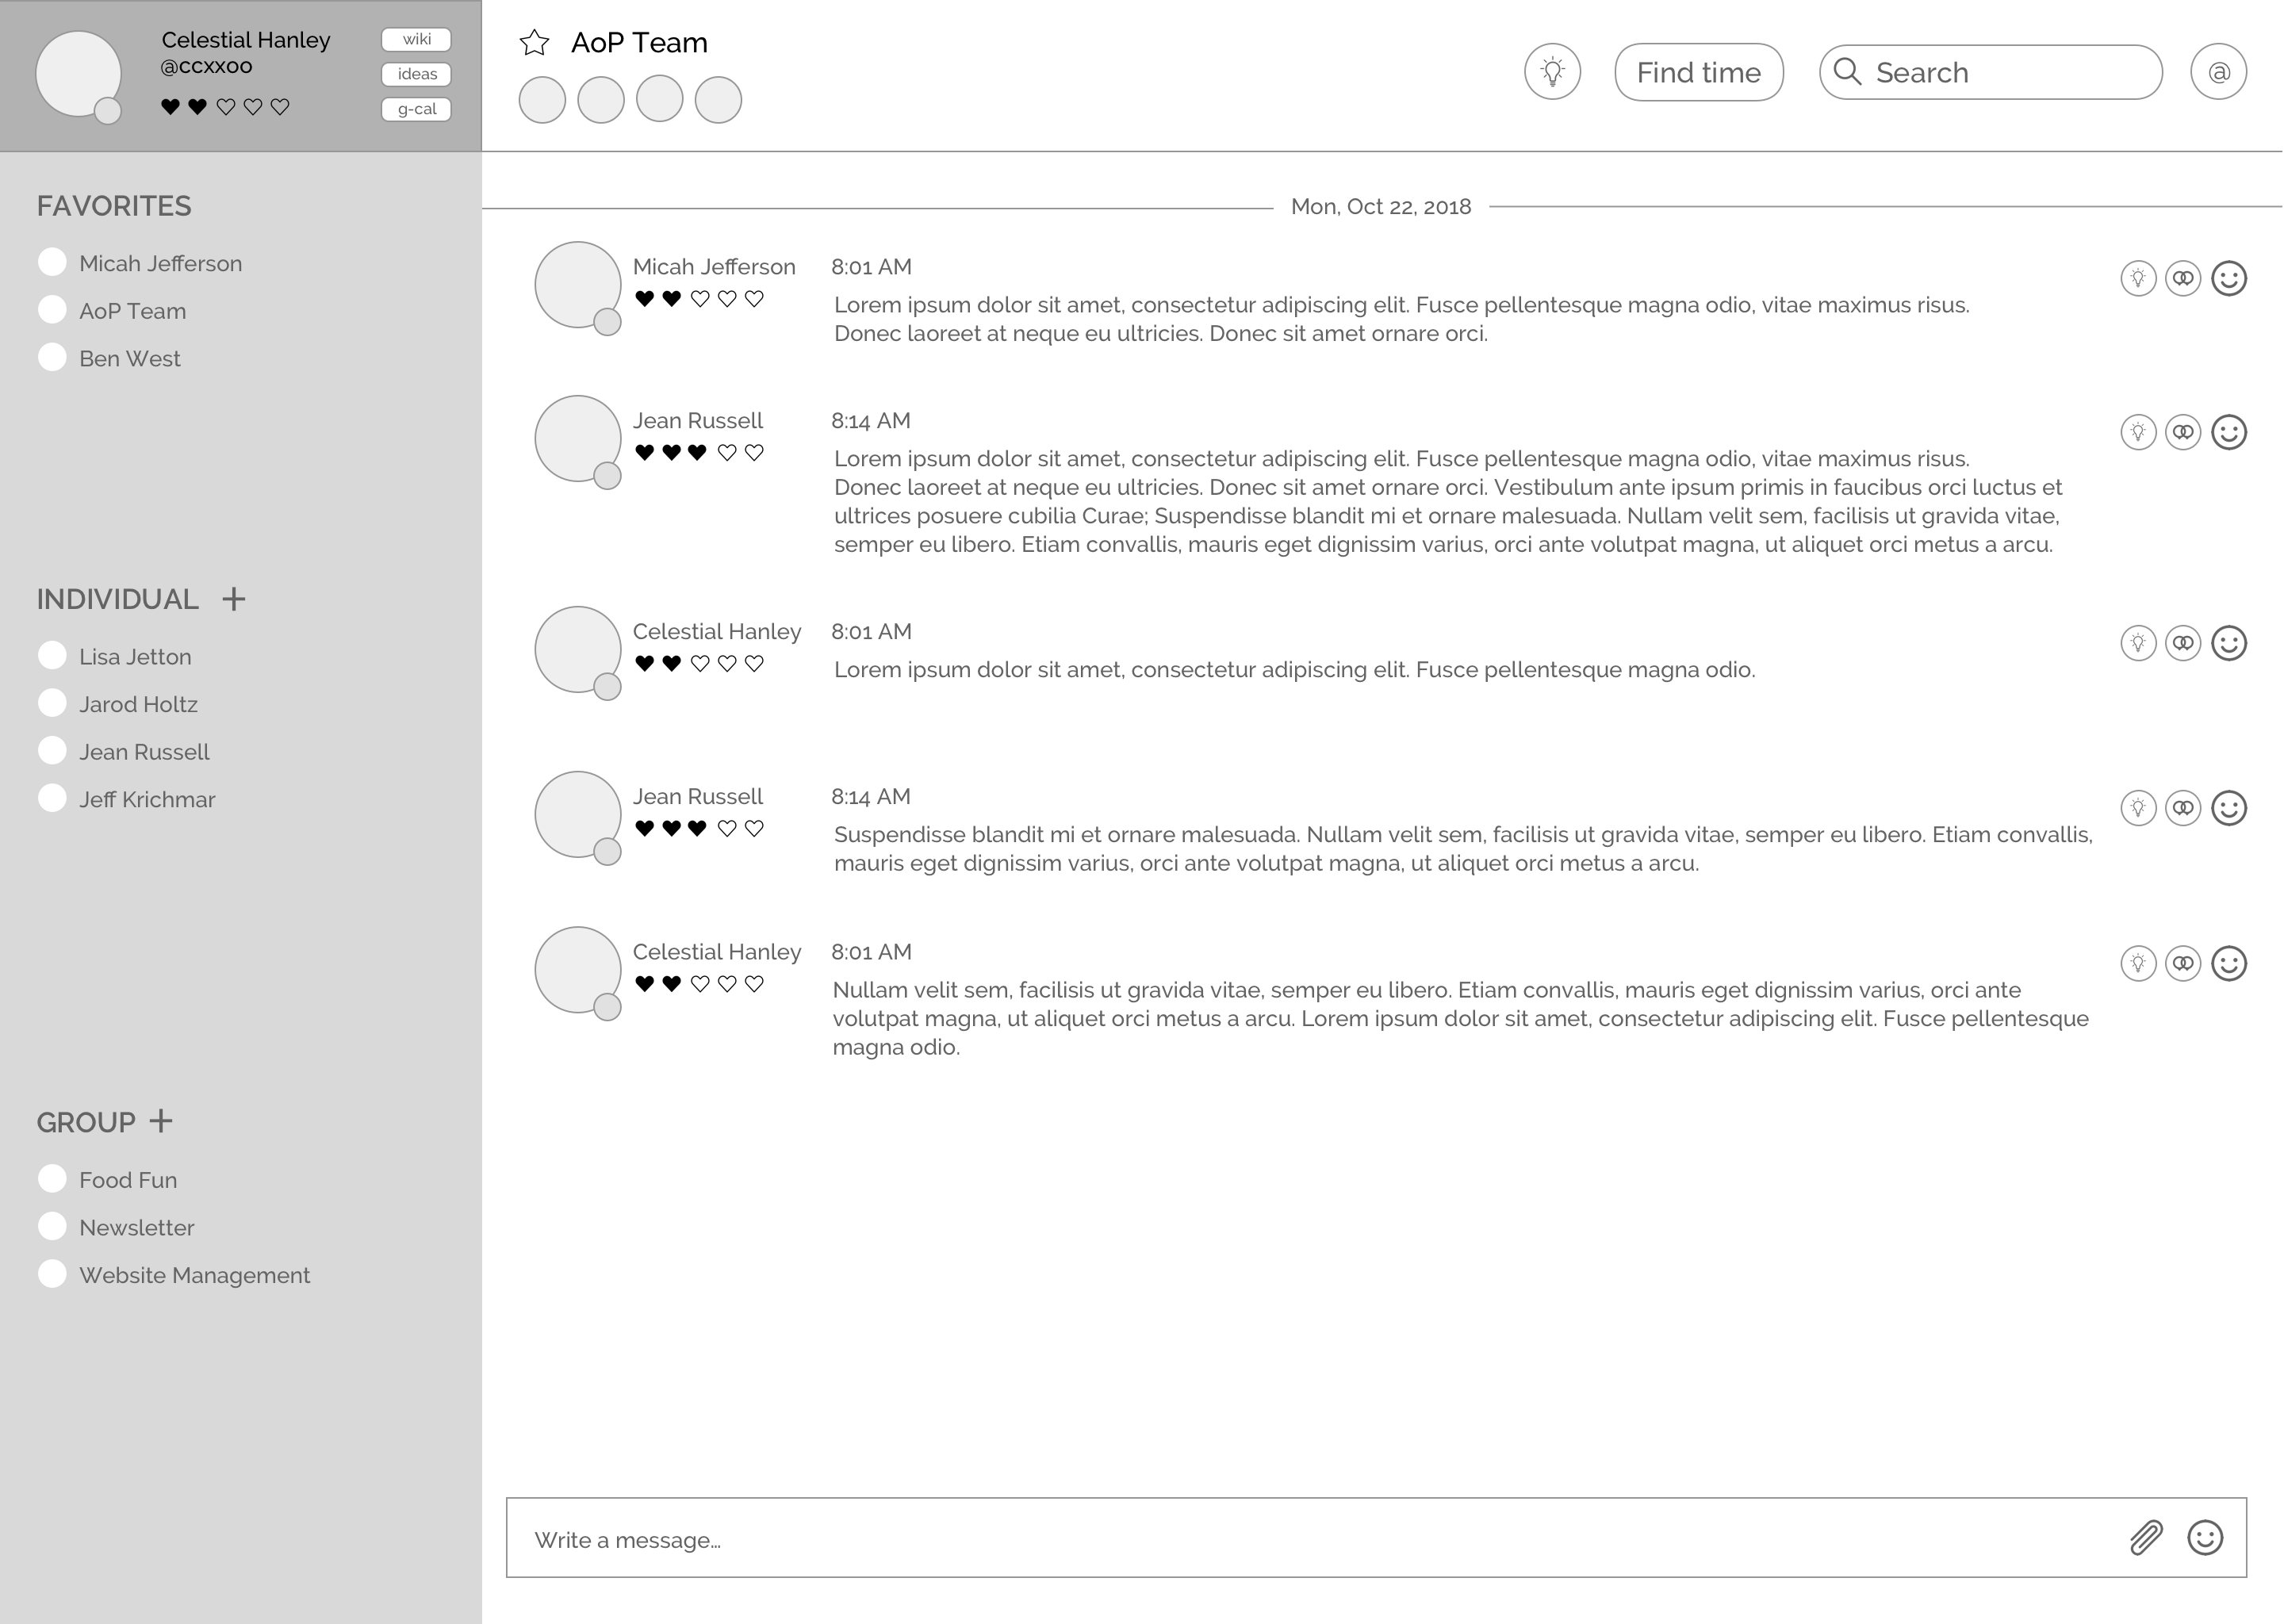 Celestial Hanley
@ccxxoo
wiki
ideas
g-cal
FAVORITES
Micah Jefferson
AoP Team
Ben West
INDIVIDUAL +
Lisa Jetton
Jarod Holtz
Jean Russell
Jeff Krichmar
GROUP +
Food Fun
Newsletter
Website Management
AoP Team
Find time
Search
@
Mon, Oct 22, 2018
Micah Jefferson 8:01 AM
Lorem ipsum dolor sit amet, consectetur adipiscing elit. Fusce pellentesque magna odio, vitae maximus risus.
Donec laoreet at neque eu ultricies. Donec sit amet ornare orci.
Jean Russell 8:14 AM
Lorem ipsum dolor sit amet, consectetur adipiscing elit. Fusce pellentesque magna odio, vitae maximus risus.
Donec laoreet at neque eu ultricies. Donec sit amet ornare orci. Vestibulum ante ipsum primis in faucibus orci luctus et
ultrices posuere cubilia Curae; Suspendisse blandit mi et ornare malesuada. Nullam velit sem, facilisis ut gravida vitae,
semper eu libero. Etiam convallis, mauris eget dignissim varius, orci ante volutpat magna, ut aliquet orci metus a arcu.
Celestial Hanley 8:01 AM
Lorem ipsum dolor sit amet, consectetur adipiscing elit. Fusce pellentesque magna odio.
Jean Russell 8:14 AM
Suspendisse blandit mi et ornare malesuada. Nullam velit sem, facilisis ut gravida vitae, semper eu libero. Etiam convallis,
mauris eget dignissim varius, orci ante volutpat magna, ut aliquet orci metus a arcu.
Celestial Hanley 8:01 AM
Nullam velit sem, facilisis ut gravida vitae, semper eu libero. Etiam convallis, mauris eget dignissim varius, orci ante
volutpat magna, ut aliquet orci metus a arcu. Lorem ipsum dolor sit amet, consectetur adipiscing elit. Fusce pellentesque
magna odio.
Write a message...